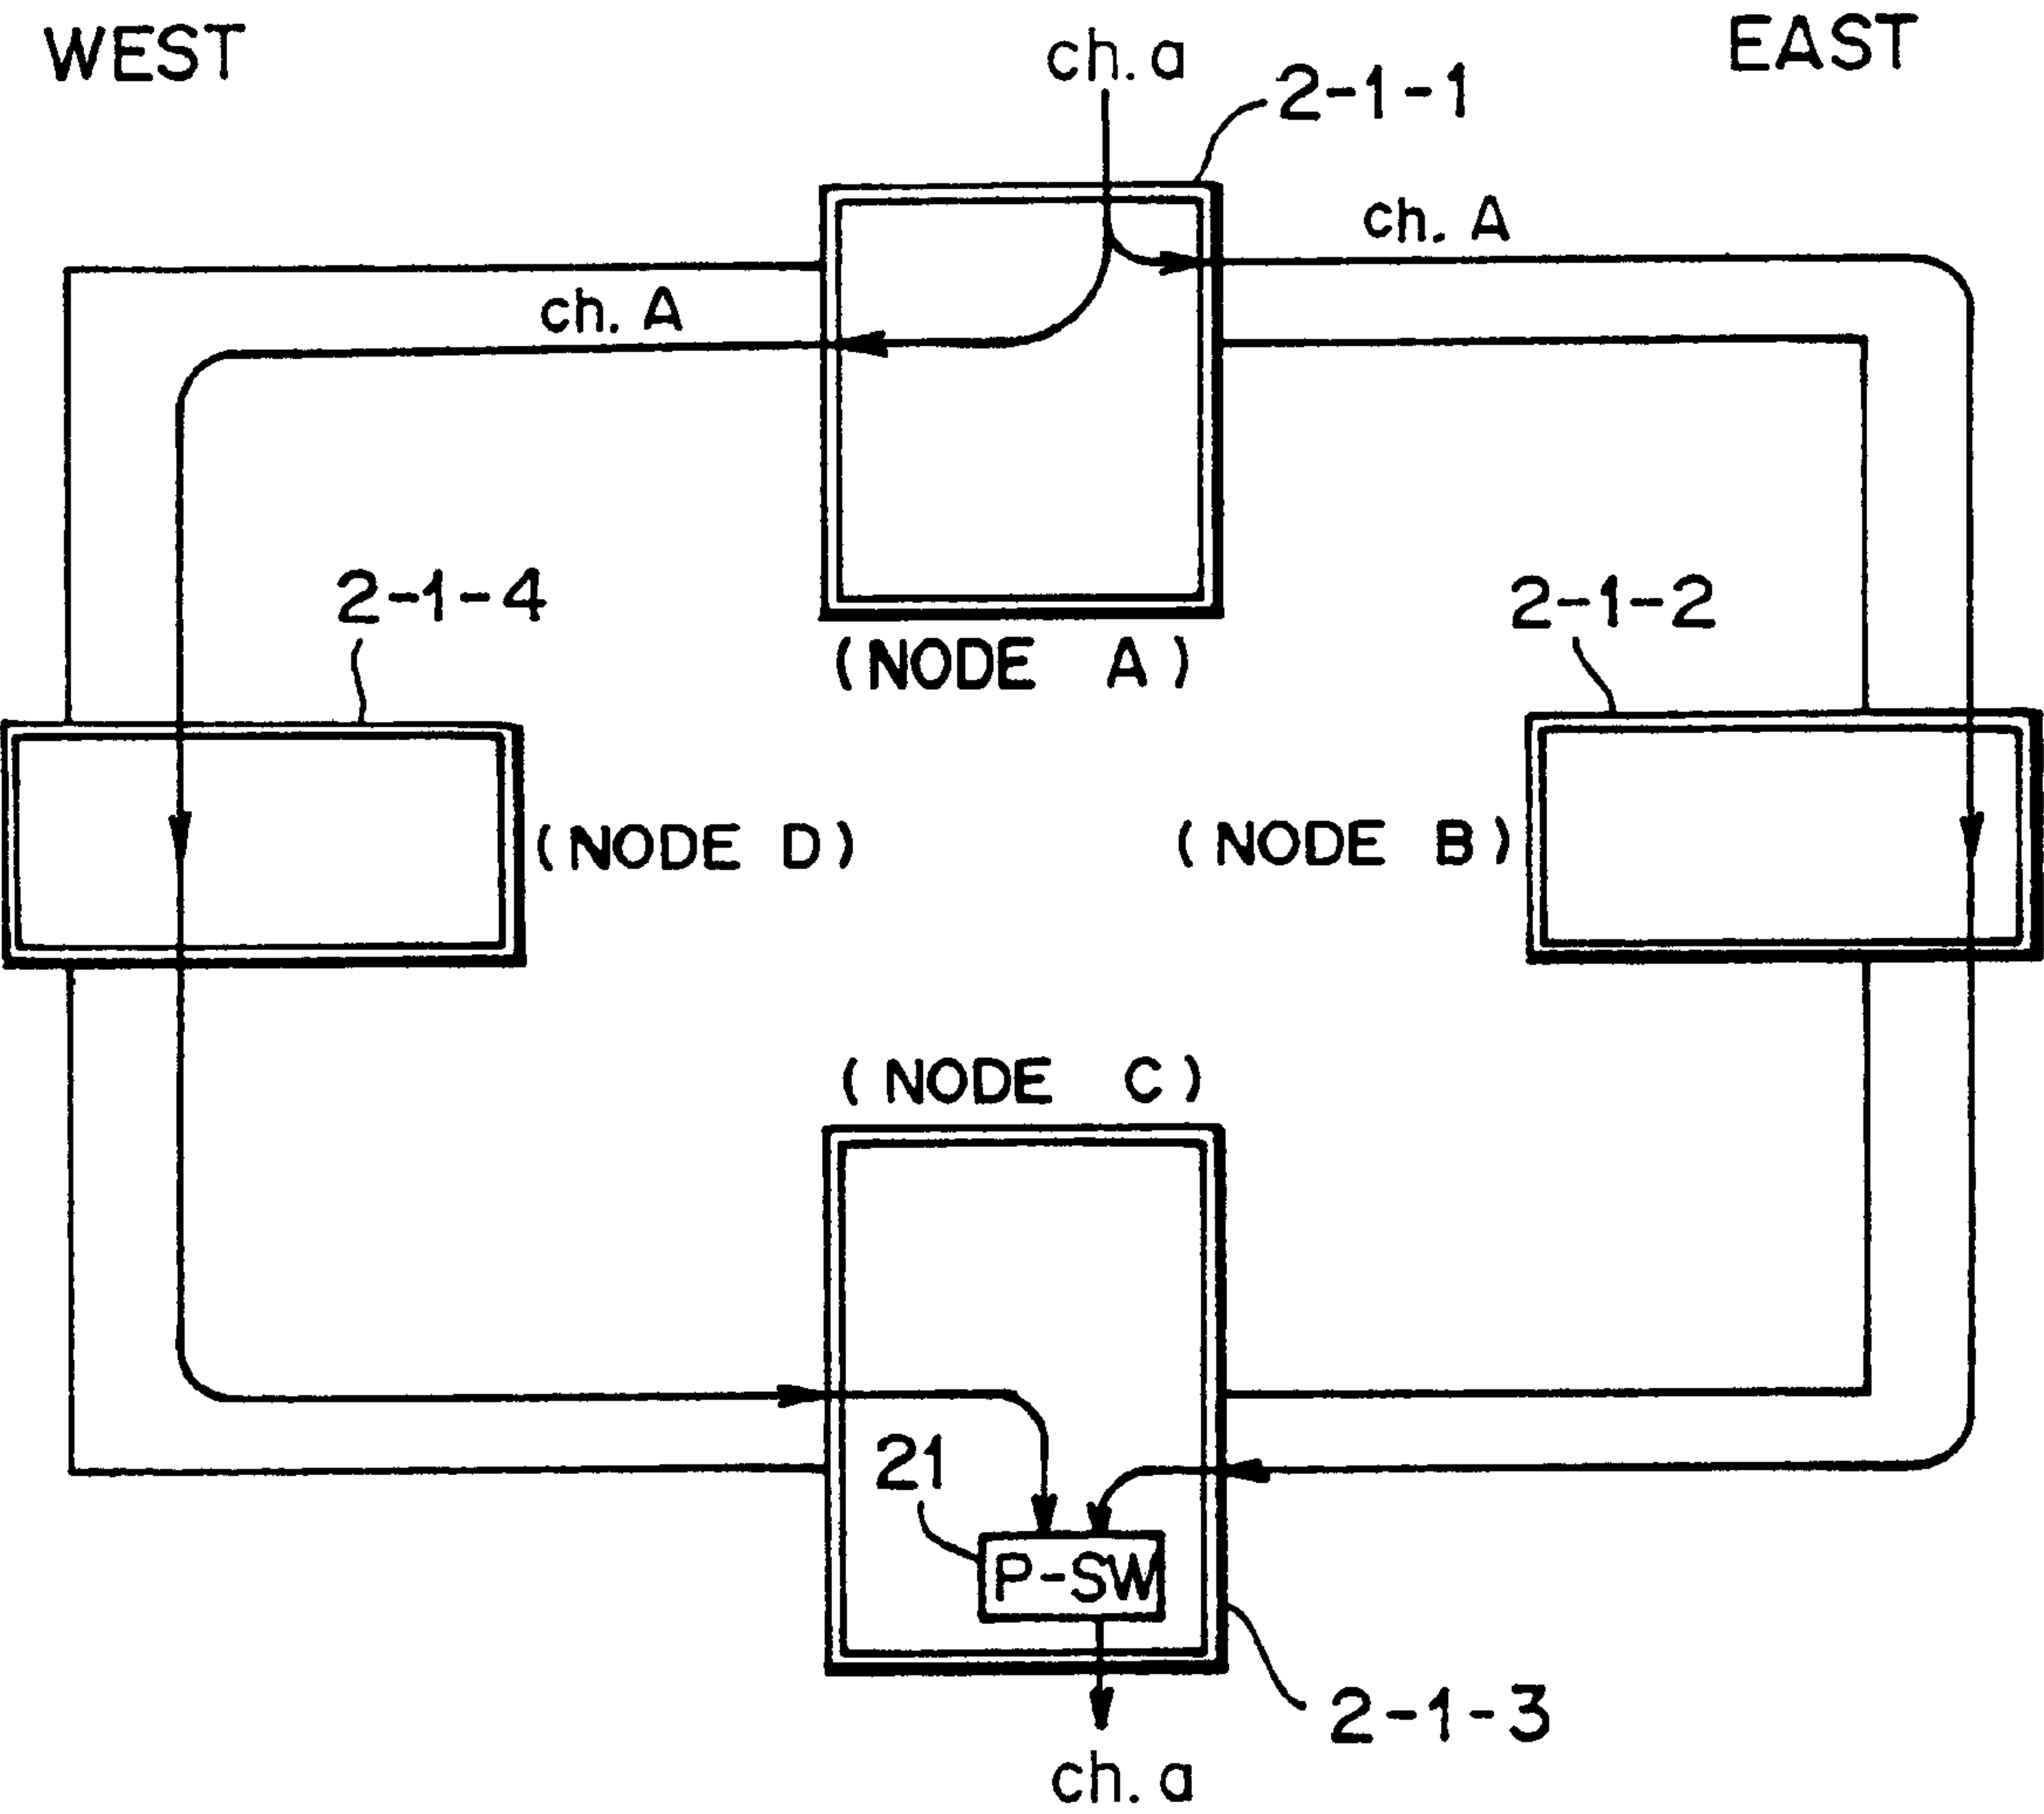 WEST
ch. a
EAST
2-1-1
ch. A
ch. A
2-1-4
2-1-2
(NODE A)
(NODE D)
(NODE B)
(NODE C)
21
P-SW
2-1-3
ch. a